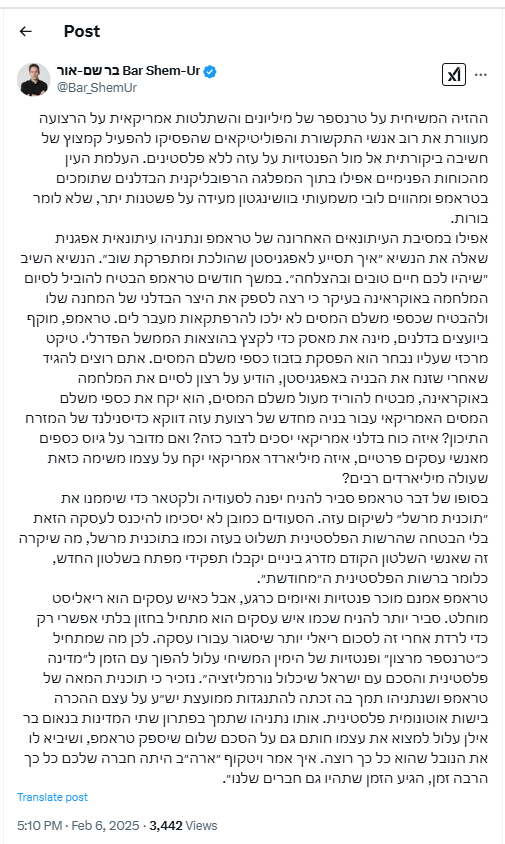 Post
בר שם-אור Bar Shem-Ur
@Bar_ShemUr
ההזיה המשיחית על טרנספר של מיליונים והשתלטות אמריקאית על הרצועה
מעוורת את רוב אנשי התקשורת והפוליטיקאים שהפסיקו להפעיל קמצוץ של
חשיבה ביקורתית אל מול הפנטזיות על עזה ללא פלסטינים. העלמת העין
מהכוחות הפנימיים אפילו בתוך המפלגה הרפובליקנית הבדלנים שתומכים
בטראמפ ומהווים לובי משמעותי בוושינגטון מעידה על פשטנות יתר, שלא לומר
בורות.
אפילו במסיבת העיתונאים האחרונה של טראמפ ונתניהו עיתונאית אפגנית
שאלה את הנשיא "איך תסייע לאפגניסטן שהולכת ומתפרקת שוב". הנשיא השיב
"שיהיו לכם חיים טובים ובהצלחה". במשך חודשים טראמפ הבטיח להוביל לסיום
המלחמה באוקראינה בעיקר כי רצה לספק את היצר הבדלני של המחנה שלו
ולהבטיח שכספי משלם המסים לא ילכו להרפתקאות מעבר לים. טראמפ, מוקף
ביועצים בדלנים, מינה את מאסק כדי לקצץ בהוצאות הממשל הפדרלי. טיקט
מרכזי שעליו נבחר הוא הפסקת בזבוז כספי משלם המסים. אתם רוצים להגיד
שאחרי שזנח את הבניה באפגניסטן, הודיע על רצון לסיים את המלחמה
באוקראינה, מבטיח להוריד מעול משלם המסים, הוא יקח את כספי משלם
המסים האמריקאי עבור בניה מחדש של רצועת עזה דווקא כדיסנילנד של המזרח
התיכון? איזה כוח בדלני אמריקאי יסכים לדבר כזה? ואם מדובר על גיוס כספים
מאנשי עסקים פרטיים, איזה מיליארדר אמריקאי יקח על עצמו משימה כזאת
שעולה מיליארדים רבים?
בסופו של דבר טראמפ סביר להניח יפנה לסעודיה ולקטאר כדי שיממנו את
"תוכנית מרשל" לשיקום עזה. הסעודים כמובן לא יסכימו להיכנס לעסקה הזאת
בלי הבטחה שהרשות הפלסטינית תשלוט בעזה וכמו בתוכנית מרשל, מה שיקרה
זה שאנשי השלטון הקודם מדרג ביניים יקבלו תפקידי מפתח בשלטון החדש,
כלומר ברשות הפלסטינית ה"מחודשת".
טראמפ אמנם מוכר פנטזיות ואיומים כרגע, אבל כאיש עסקים הוא ריאליסט
מוחלט. סביר יותר להניח שכמו איש עסקים הוא מתחיל בחזון בלתי אפשרי רק
כדי לרדת אחרי זה לסכום ריאלי יותר שיסגור עבורו עסקה. לכן מה שמתחיל
כ"טרנספר מרצון" ופנטזיות של הימין המשיחי עלול להפוך עם הזמן ל"מדינה
פלסטינית והסכם עם ישראל שיכלול נורמליזציה". נזכיר כי תוכנית המאה של
טראמפ ושנתניהו תמך בה זכתה להתנגדות ממועצת יש"ע על עצם ההכרה
בישות אוטונומית פלסטינית. אותו נתניהו שתמך בפתרון שתי המדינות בנאום בר
אילן עלול למצוא את עצמו חותם גם על הסכם שלום שיספק טראמפ, ושיביא לו
את הנובל שהוא כל כך רוצה. איך אמר ויטקוף "ארה"ב היתה חברה שלכם כל כך
הרבה זמן, הגיע הזמן שתהיו גם חברים שלנו".
Translate post
5:10 PM · Feb 6, 2025 · 3,442 Views